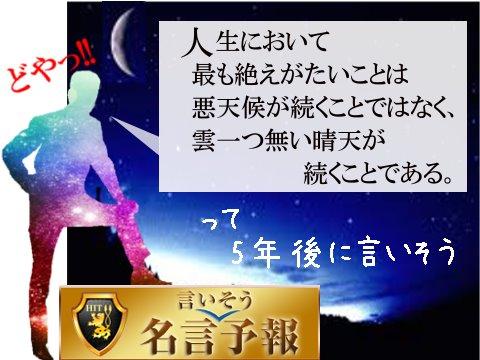 どやっ!!
人生において
最も絶えがたいことは
悪天候が続くことではなく、
雲一つ無い晴天が
続くことである。
って
5年後に言いそう
HIT
言いそう
名言予報